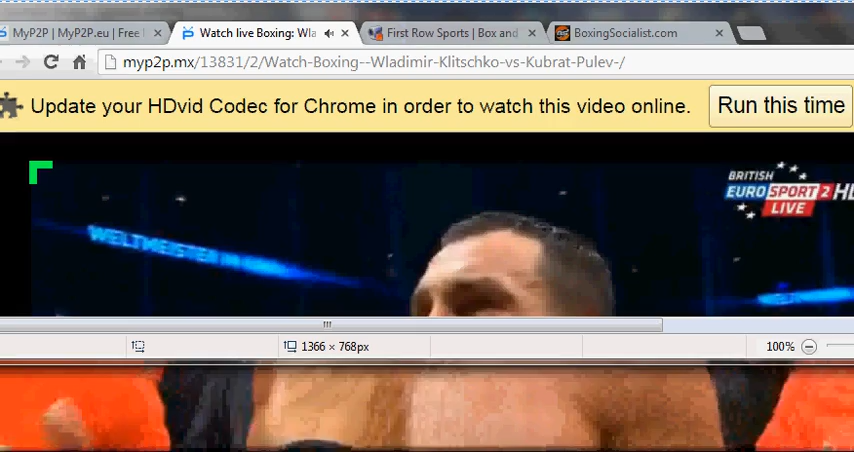 MyP2P | MyP2P.eu | Free
Watch live Boxing: Wla
First Row Sports | Box and
BoxingSocialist.com
myp2p.mx/13831/2/Watch-Boxing--Wladimir-Klitschko-vs-Kubrat-Pulev-/
Update your HDvid Codec for Chrome in order to watch this video online.
Run this time
BRITISH
EUROSPORT 2 HD
LIVE
WELTMEISTER IM
1366 × 768px
100%